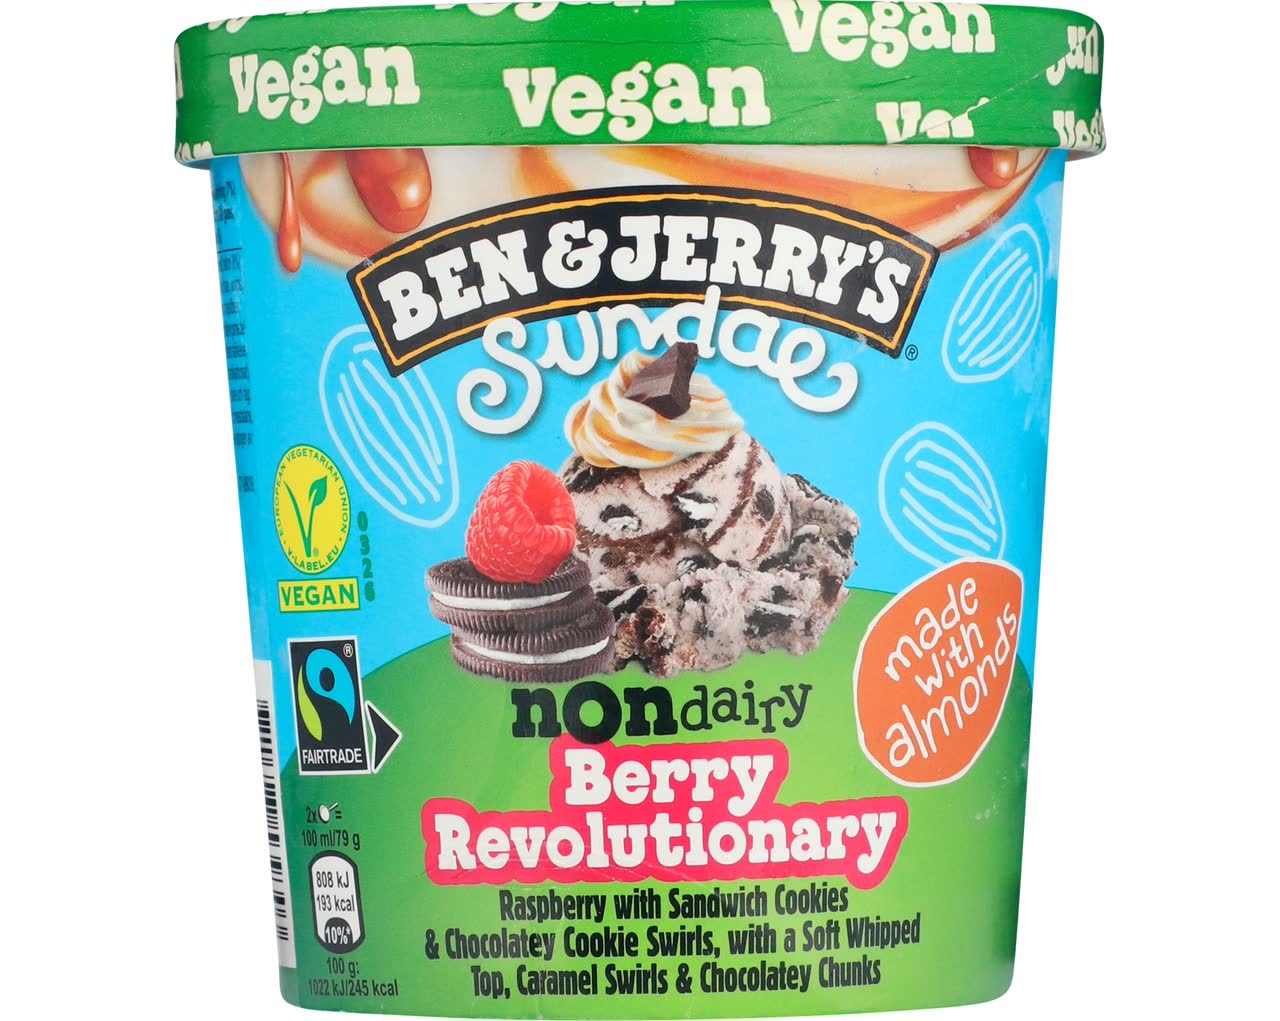 vegan
vegan
vegan
BEN & JERRY'S
®
Sundae
EUROPEAN VEGETARIAN UNION
V-LABEL.EU
VEGAN
0326
made
with
almonds
®
FAIRTRADE
nondairy
Berry
Revolutionary
2x =
100 ml/79 g
808 kJ
193 kcal
10%*
100 g:
1022 kJ/245 kcal
Raspberry with Sandwich Cookies
& Chocolatey Cookie Swirls, with a Soft Whipped
Top, Caramel Swirls & Chocolatey Chunks